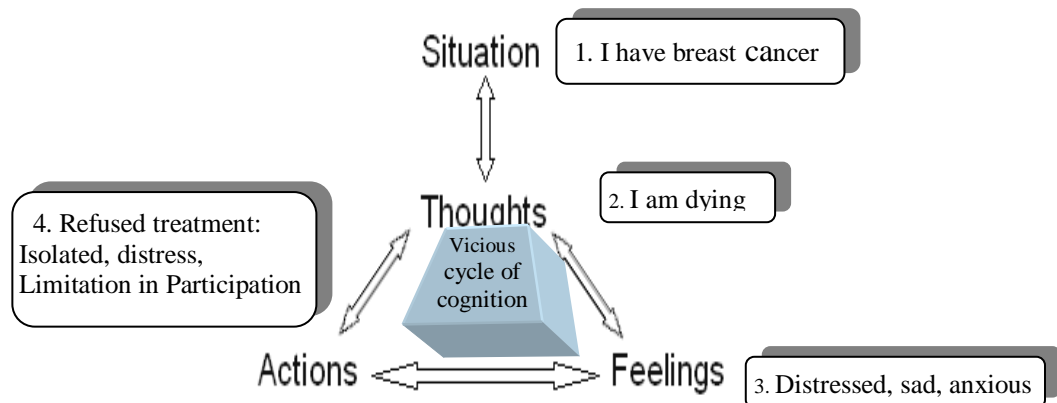 Situation
1. I have breast cancer
Thoughts
2. I am dying
4. Refused treatment:
Isolated, distress,
Limitation in Participation
Vicious
cycle of
cognition
Actions
Feelings
3. Distressed, sad, anxious